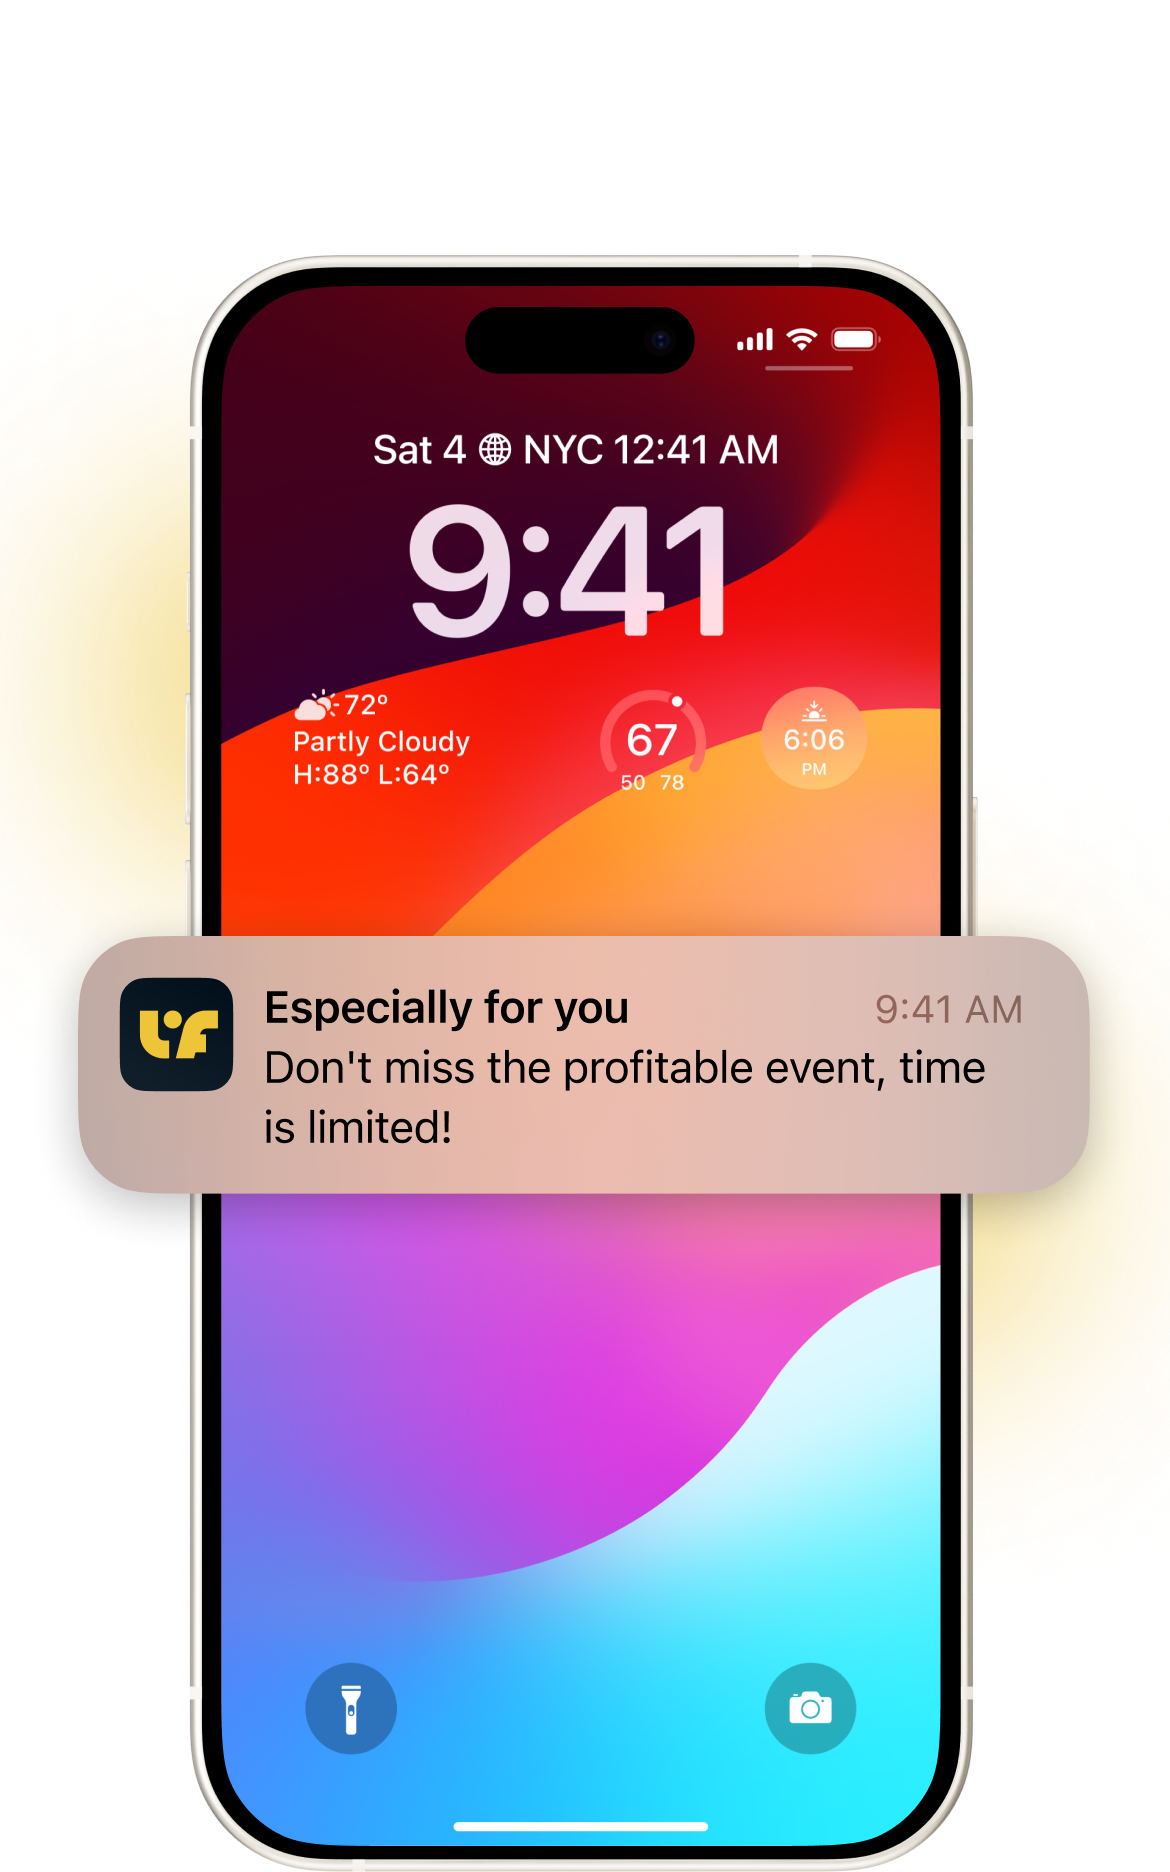 Sat 4 NYC 12:41 AM
9:41
72°
Partly Cloudy
H:88° L:64°
67
50 78
6:06
PM
Especially for you
9:41 AM
Don't miss the profitable event, time
is limited!